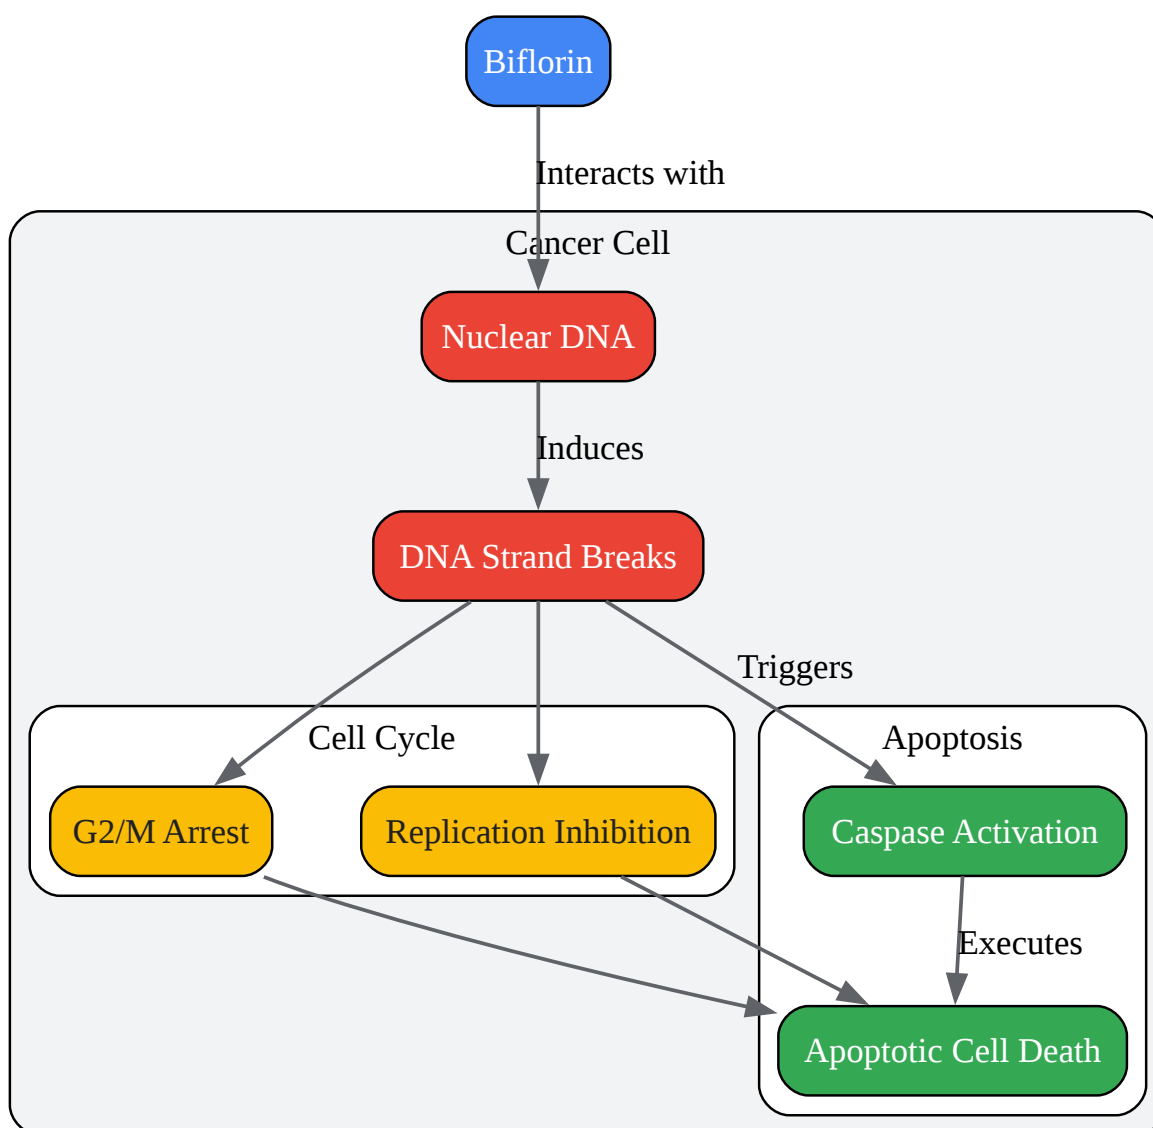 Biflorin
Interacts with
Cancer Cell
Nuclear DNA
Induces
DNA Strand Breaks
Triggers
Cell Cycle
Apoptosis
G2/M Arrest
Replication Inhibition
Caspase Activation
Executes
Apoptotic Cell Death